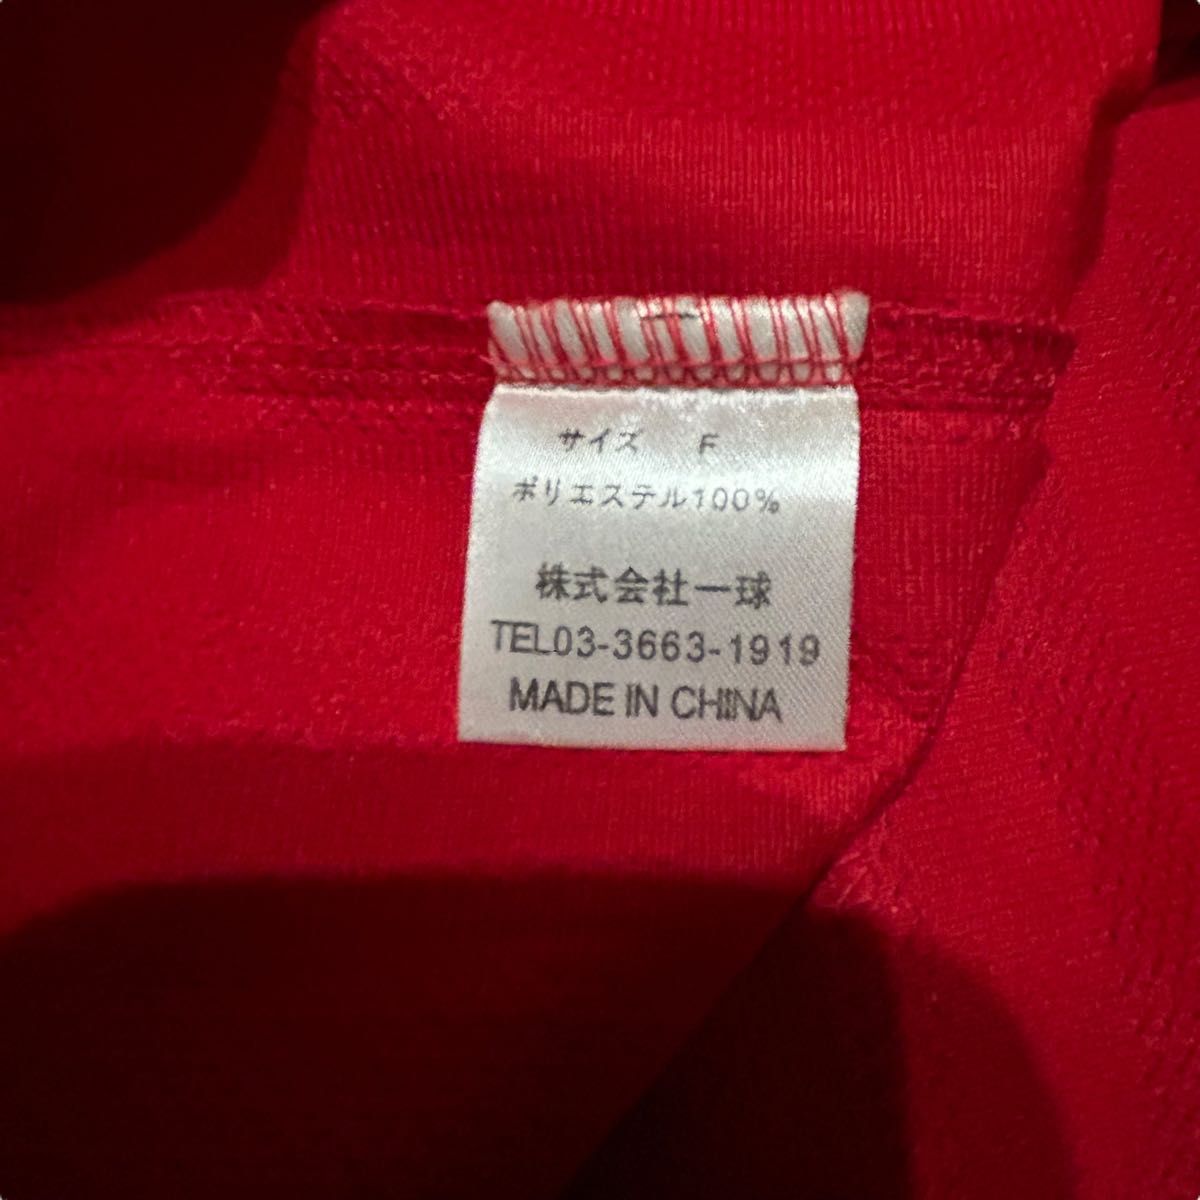 サイズ F
ポリエステル100%
株式会社一球
TEL03-3663-1919
MADE IN CHINA